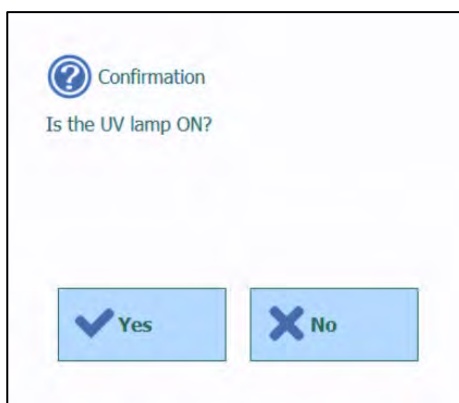 Confirmation
Is the UV lamp ON?
Yes
No